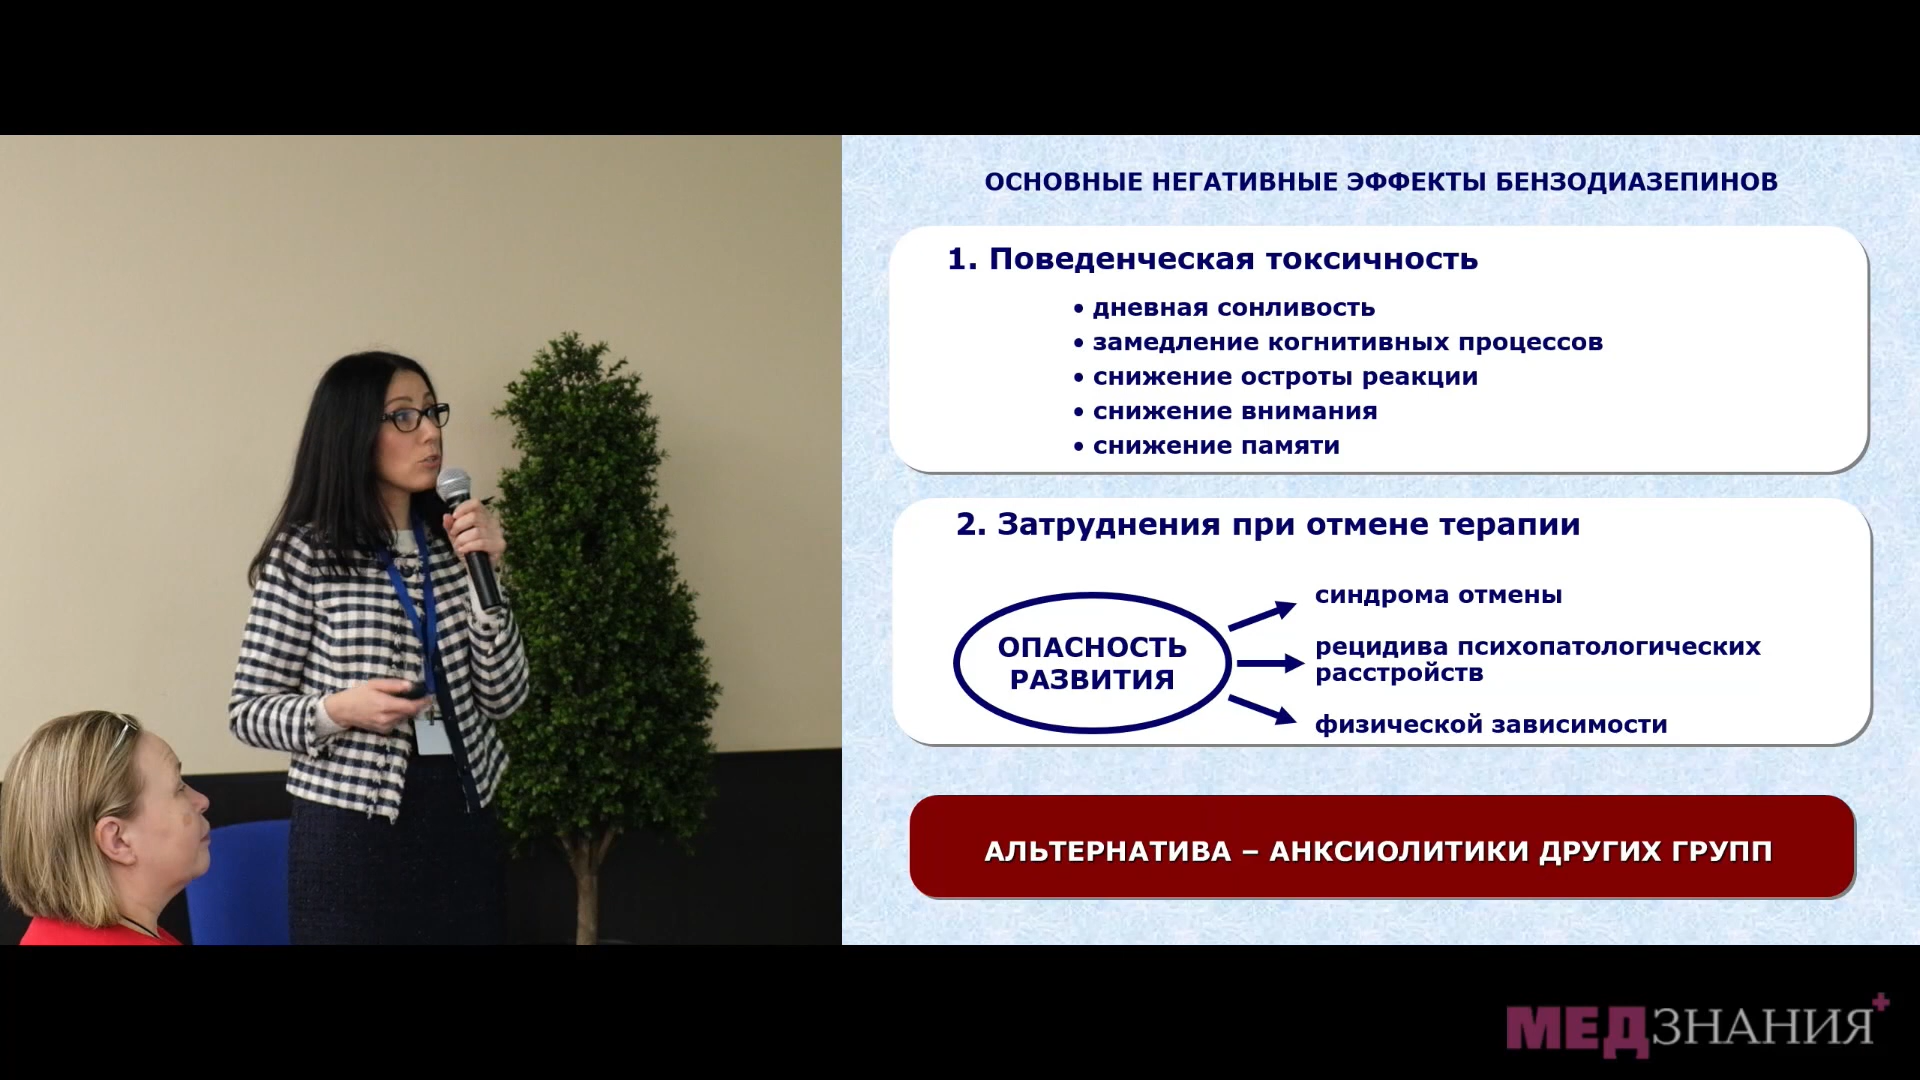 ОСНОВНЫЕ НЕГАТИВНЫЕ ЭФФЕКТЫ БЕНЗОДИАЗЕПИНОВ
1. Поведенческая токсичность
• дневная сонливость
• замедление когнитивных процессов
• снижение остроты реакции
• снижение внимания
• снижение памяти
2. Затруднения при отмене терапии
ОПАСНОСТЬ
РАЗВИТИЯ
синдрома отмены
рецидива психопатологических
расстройств
физической зависимости
АЛЬТЕРНАТИВА – АНКСИОЛИТИКИ ДРУГИХ ГРУПП
МЕДЗНАНИЯ+